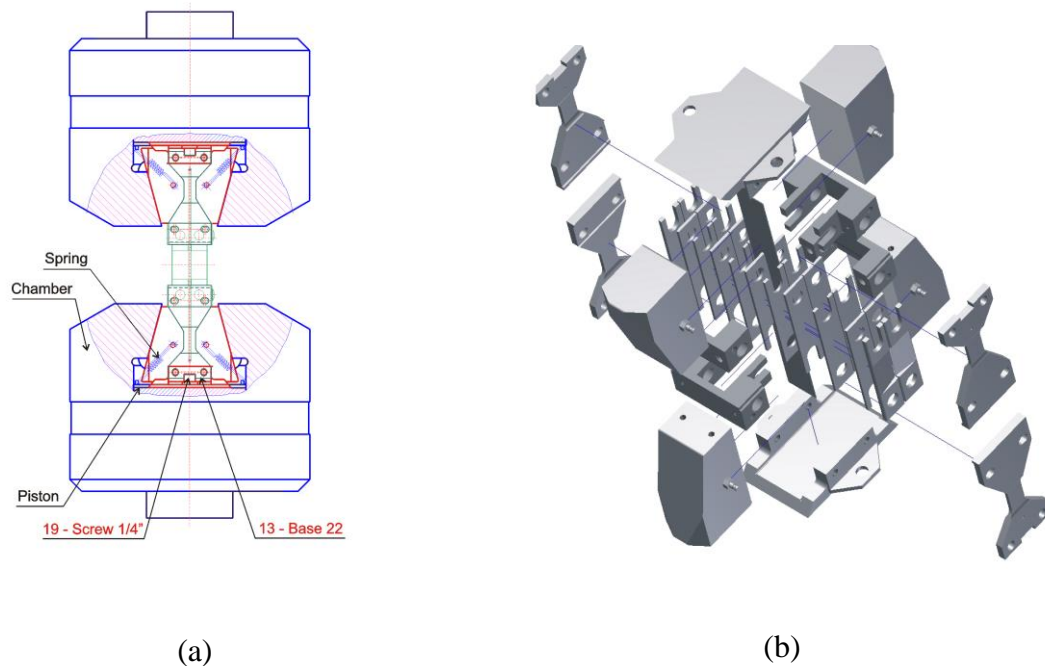 Spring
Chamber
Piston
19 - Screw 1/4"
13 - Base 22
(a)
(b)